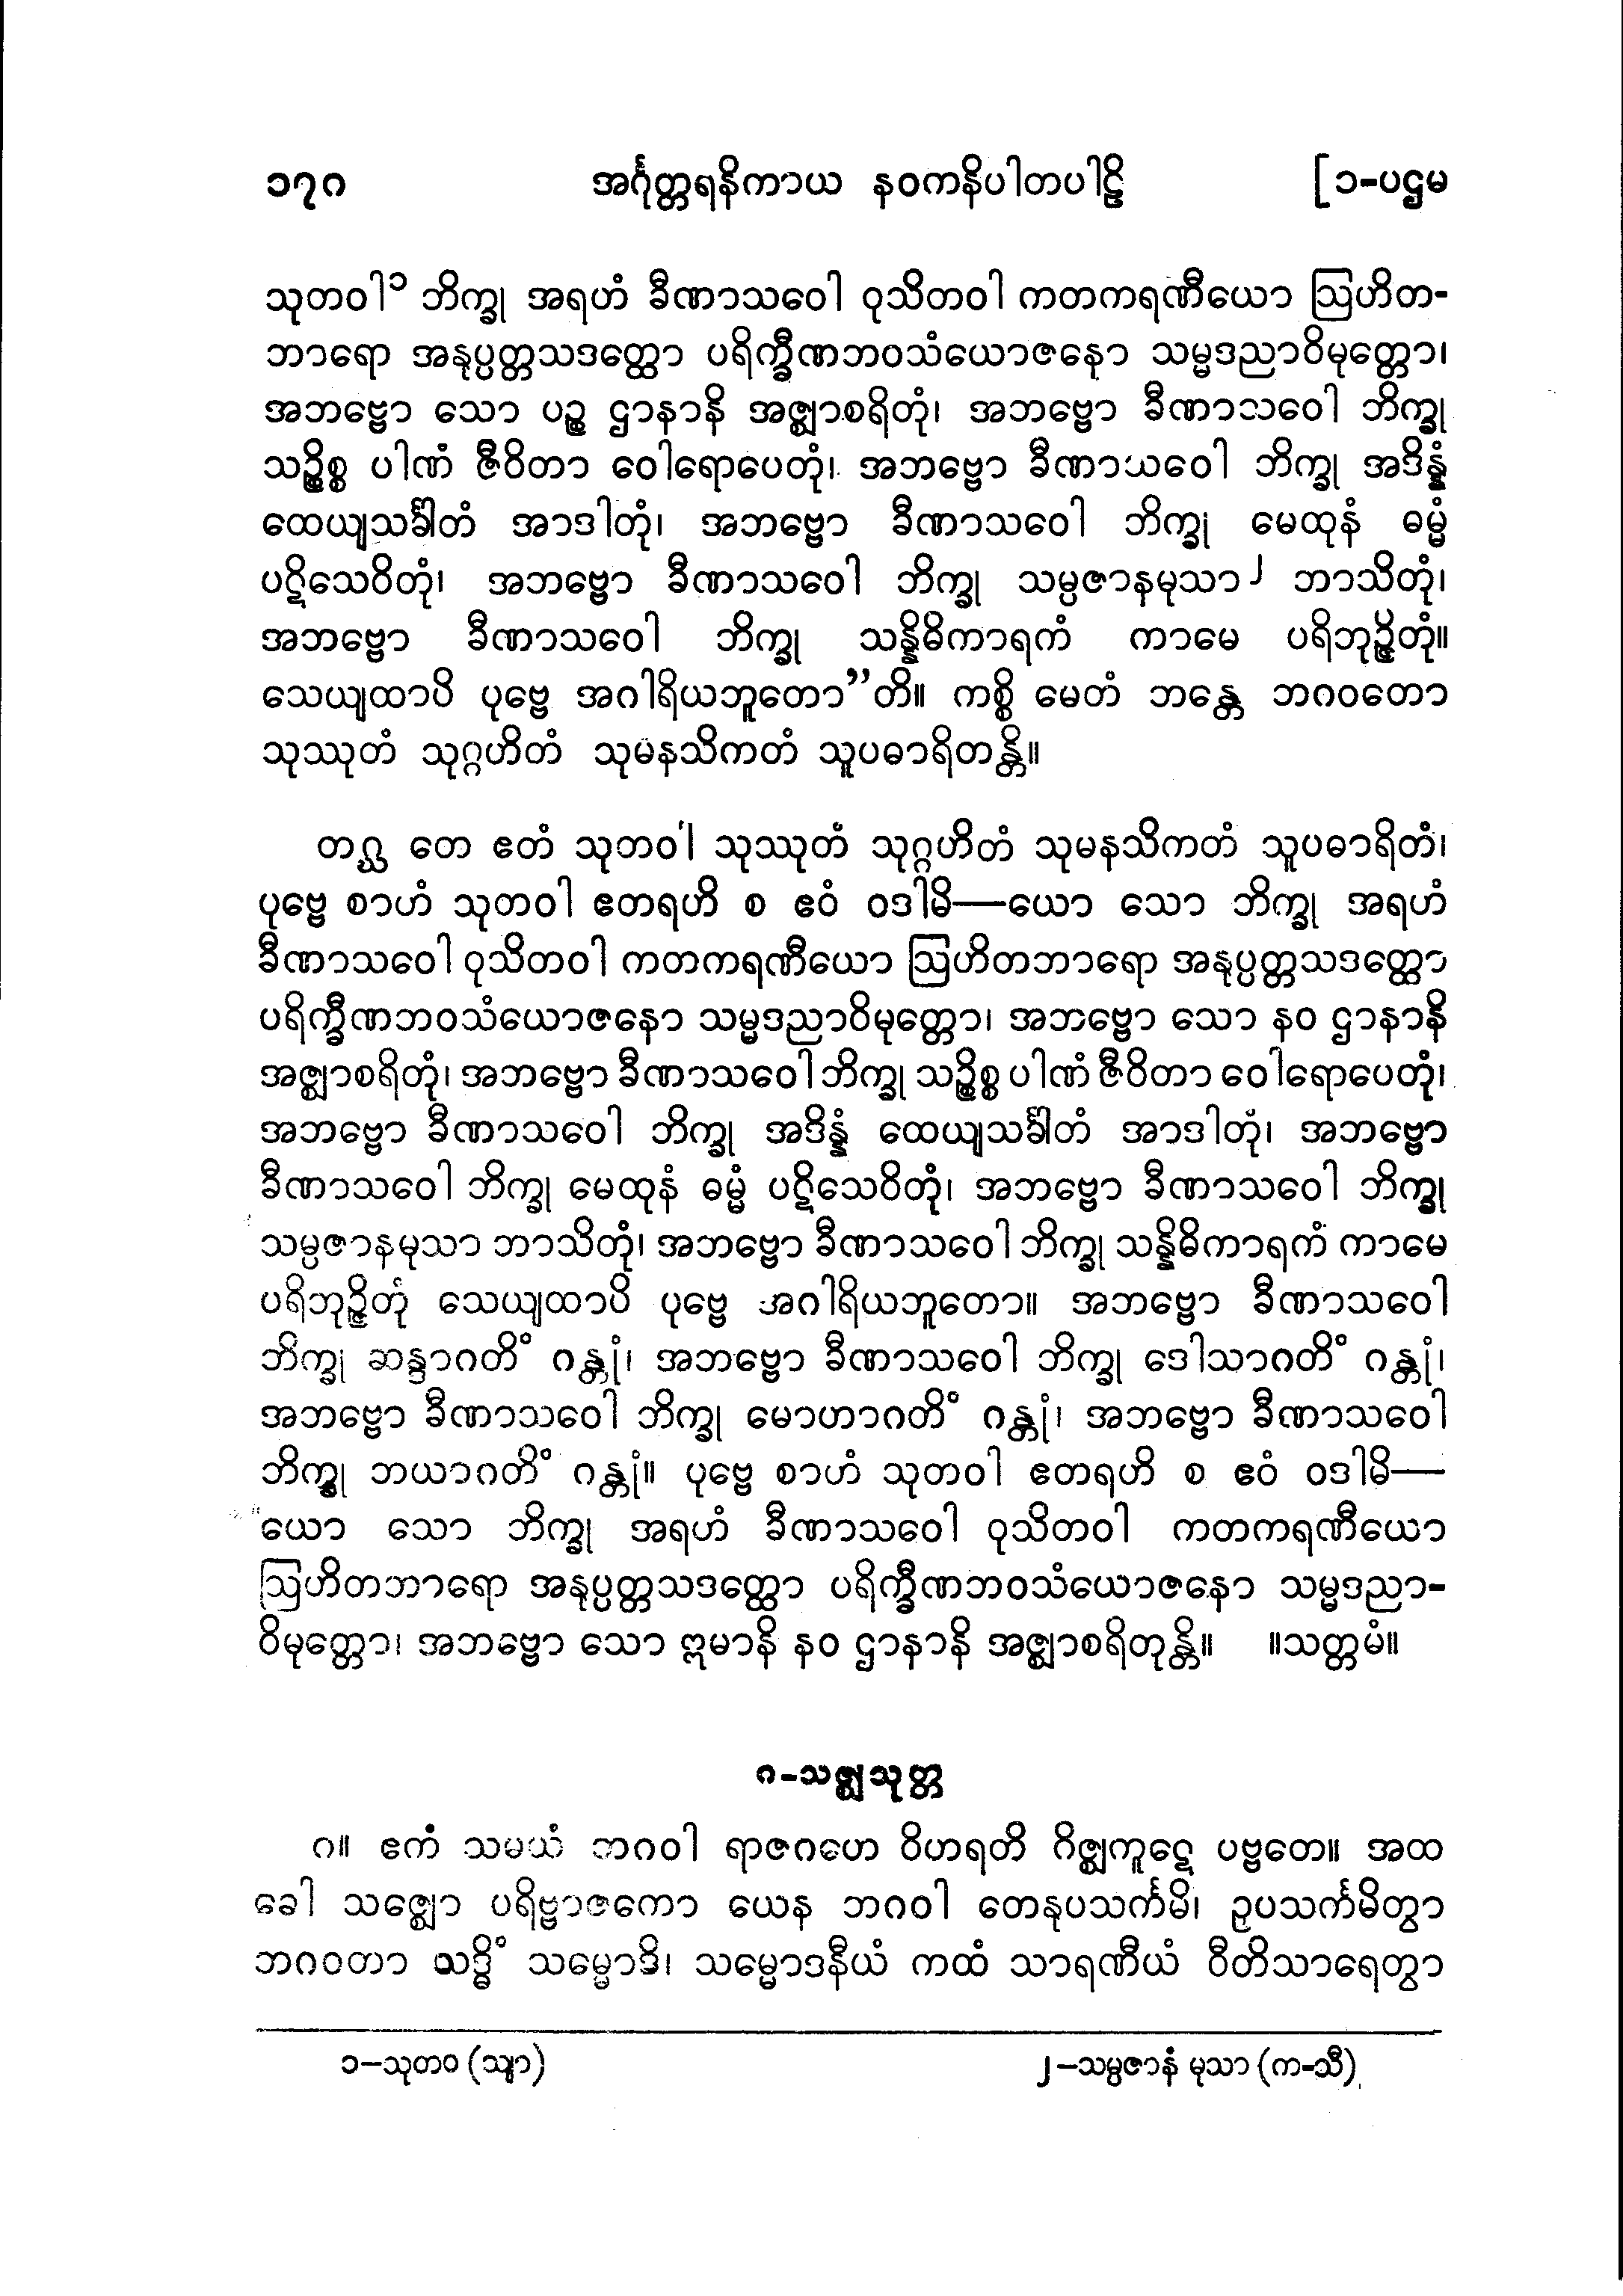 ၁၇၈ အင်္ဂုတ္တရနိကာယ နဝကနိပါတပါဠိ [၁-ပဌမ
သုတဝါ၁ ဘိက္ခု အရဟံ ခီဏာသဝေါ ဝုသိတဝါ ကတကရဏီယော ဩဟိတ-
ဘာရော အနုပ္ပတ္တသဒတ္ထော ပရိက္ခီဏဘဝသံယောဇနော သမ္မဒညာဝိမုတ္တော၊
အဘဗ္ဗော သော ပဉ္စ ဌာနာနိ အဇ္ဈာစရိတုံ၊ အဘဗ္ဗော ခီဏာသဝေါ ဘိက္ခု
သဉ္စိစ္စ ပါဏံ ဇီဝိတာ ဝေါရောပေတုံ၊ အဘဗ္ဗော ခီဏာသဝေါ ဘိက္ခု အဒိန္နံ
ထေယျသင်္ခါတံ အာဒါတုံ၊ အဘဗ္ဗော ခီဏာသဝေါ ဘိက္ခု မေထုနံ ဓမ္မံ
ပဋိသေဝိတုံ၊ အဘဗ္ဗော ခီဏာသဝေါ ဘိက္ခု သမ္ပဇာနမုသာ၂ ဘာသိတုံ၊
အဘဗ္ဗော ခီဏာသဝေါ ဘိက္ခု သန္နိဓိကာရကံ ကာမေ ပရိဘုဉ္ဇိတုံ။
သေယျထာပိ ပုဗ္ဗေ အဂါရိယဘူတော”တိ။ ကစ္စိ မေတံ ဘန္တေ ဘဂဝတော
သုဿုတံ သုဂ္ဂဟိတံ သုမနသိကတံ သူပဓာရိတန္တိ။
တဂ္ဃ တေ ဧတံ သုတဝါ သုဿုတံ သုဂ္ဂဟိတံ သုမနသိကတံ သူပဓာရိတံ၊
ပုဗ္ဗေ စာဟံ သုတဝါ ဧတရဟိ စ ဧဝံ ဝဒါမိ—ယော သော ဘိက္ခု အရဟံ
ခီဏာသဝေါ ဝုသိတဝါ ကတကရဏီယော ဩဟိတဘာရော အနုပ္ပတ္တသဒတ္ထော
ပရိက္ခီဏဘဝသံယောဇနော သမ္မဒညာဝိမုတ္တော၊ အဘဗ္ဗော သော နဝ ဌာနာနိ
အဇ္ဈာစရိတုံ၊ အဘဗ္ဗော ခီဏာသဝေါ ဘိက္ခု သဉ္စိစ္စ ပါဏံ ဇီဝိတာ ဝေါရောပေတုံ၊
အဘဗ္ဗော ခီဏာသဝေါ ဘိက္ခု အဒိန္နံ ထေယျသင်္ခါတံ အာဒါတုံ၊ အဘဗ္ဗော
ခီဏာသဝေါ ဘိက္ခု မေထုနံ ဓမ္မံ ပဋိသေဝိတုံ၊ အဘဗ္ဗော ခီဏာသဝေါ ဘိက္ခု
သမ္ပဇာနမုသာ ဘာသိတုံ၊ အဘဗ္ဗော ခီဏာသဝေါ ဘိက္ခု သန္နိဓိကာရကံ ကာမေ
ပရိဘုဉ္ဇိတုံ သေယျထာပိ ပုဗ္ဗေ အဂါရိယဘူတော။ အဘဗ္ဗော ခီဏာသဝေါ
ဘိက္ခု ဆန္ဒာဂတိံ ဂန္တုံ၊ အဘဗ္ဗော ခီဏာသဝေါ ဘိက္ခု ဒေါသာဂတိံ ဂန္တုံ၊
အဘဗ္ဗော ခီဏာသဝေါ ဘိက္ခု မောဟာဂတိံ ဂန္တုံ၊ အဘဗ္ဗော ခီဏာသဝေါ
ဘိက္ခု ဘယာဂတိံ ဂန္တုံ။ ပုဗ္ဗေ စာဟံ သုတဝါ ဧတရဟိ စ ဧဝံ ဝဒါမိ—
“ယော သော ဘိက္ခု အရဟံ ခီဏာသဝေါ ဝုသိတဝါ ကတကရဏီယော
ဩဟိတဘာရော အနုပ္ပတ္တသဒတ္ထော ပရိက္ခီဏဘဝသံယောဇနော သမ္မဒညာ-
ဝိမုတ္တော၊ အဘဗ္ဗော သော ဣမာနိ နဝ ဌာနာနိ အဇ္ဈာစရိတုန္တိ။ ။သတ္တမံ။
၈-သဇ္ဈသုတ္တ
၈။ ဧကံ သမယံ ဘဂဝါ ရာဇဂဟေ ဝိဟရတိ ဂိဇ္ဈကူဋေ ပဗ္ဗတေ။ အထ
ခေါ သဇ္ဈော ပရိဗ္ဗာဇကော ယေန ဘဂဝါ တေနုပသင်္ကမိ၊ ဥပသင်္ကမိတွာ
ဘဂဝတာ သဒ္ဓိံ သမ္မောဒိ၊ သမ္မောဒနီယံ ကထံ သာရဏီယံ ဝီတိသာရေတွာ
၁–သုတဝ (သျာ) ၂–သမ္ပဇာနံ မုသာ (က-သီ)